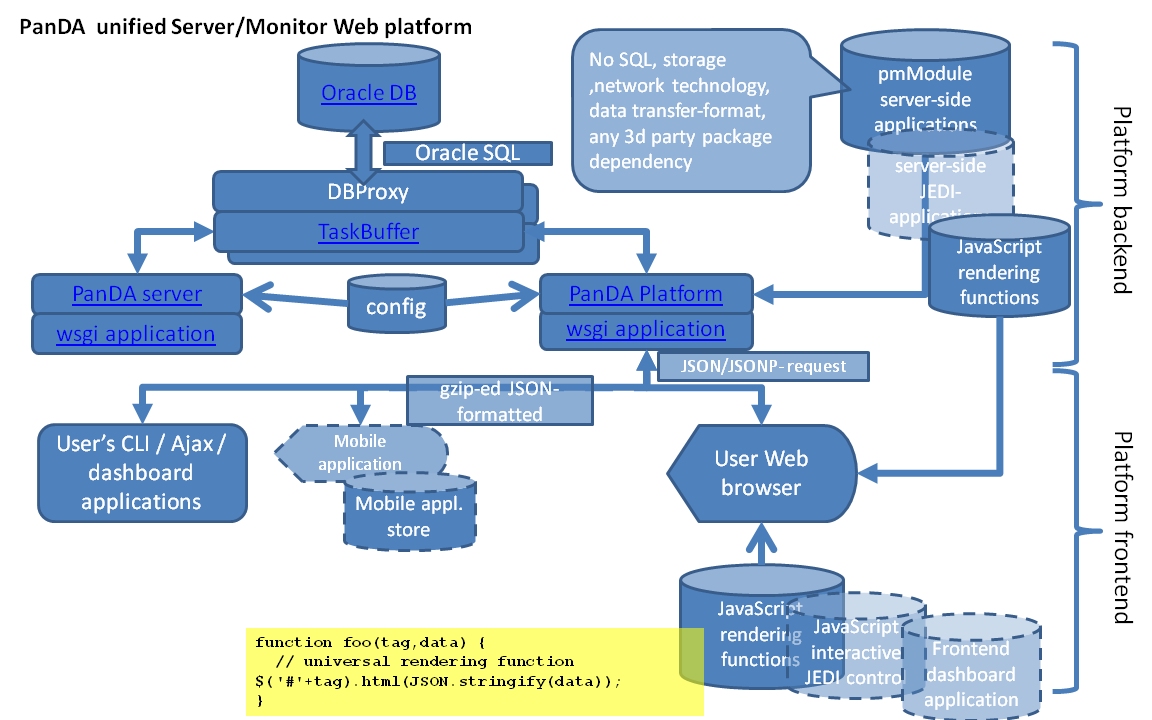 PanDA unified Server/Monitor Web platform
Oracle DB
Oracle SQL
DBProxy
TaskBuffer
No SQL, storage
,network technology,
data transfer-format,
any 3d party package
dependency
pmModule
server-side
applications
server-side
JEDI-
application
JavaScript
rendering
functions
Platform backend
PanDA server
wsgi application
config
PanDA Platform
wsgi application
JSON/JSONP- request
gzip-ed JSON-
formatted
User's CLI / Ajax /
dashboard
applications
Mobile
application
Mobile appl.
store
User Web
browser
Platform frontend
JavaScript
rendering
functions
JavaScript
interactive
JEDI contro
Frontend
dashboard
application
function foo(tag,data) {
// universal rendering function
$('#'+tag).html(JSON.stringify(data));
}